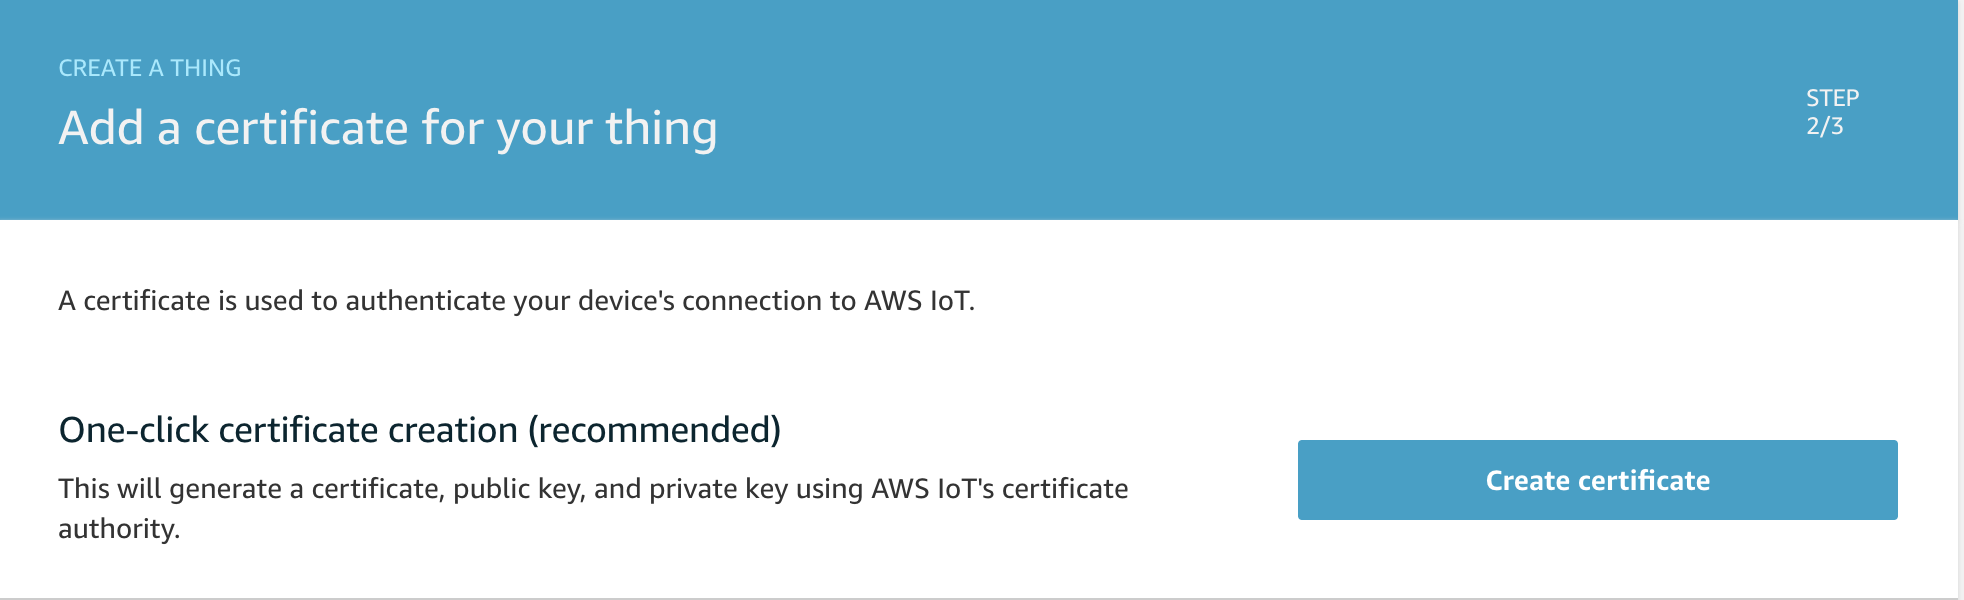 CREATE A THING
Add a certificate for your thing
STEP
2/3
A certificate is used to authenticate your device's connection to AWS IoT.
One-click certificate creation (recommended)
This will generate a certificate, public key, and private key using AWS IoT's certificate
authority.
Create certificate